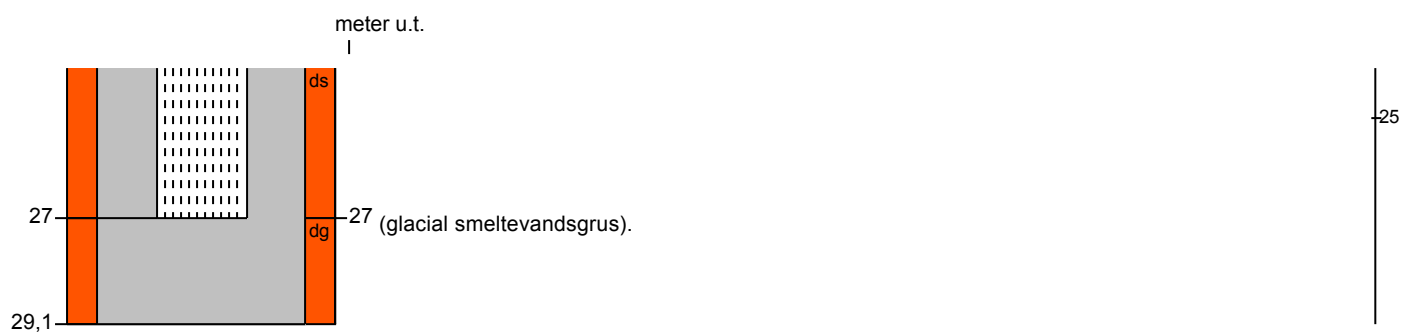 meter u.t.
ds
25
27
27 (glacial smeltevandsgrus).
dg
29,1